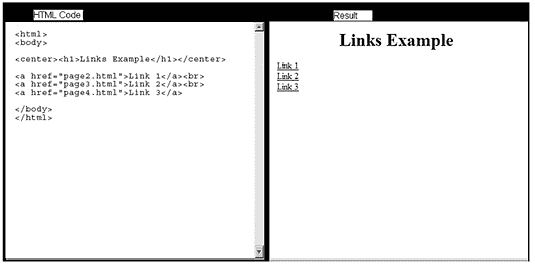 HTML Code
<html>
<body>
<center><h1>Links Example</h1></center>
<a href="page2.html">Link 1</a><br>
<a href="page3.html">Link 2</a><br>
<a href="page4.html">Link 3</a>
</body>
</html>
Result
Links Example
Link 1
Link 2
Link 3